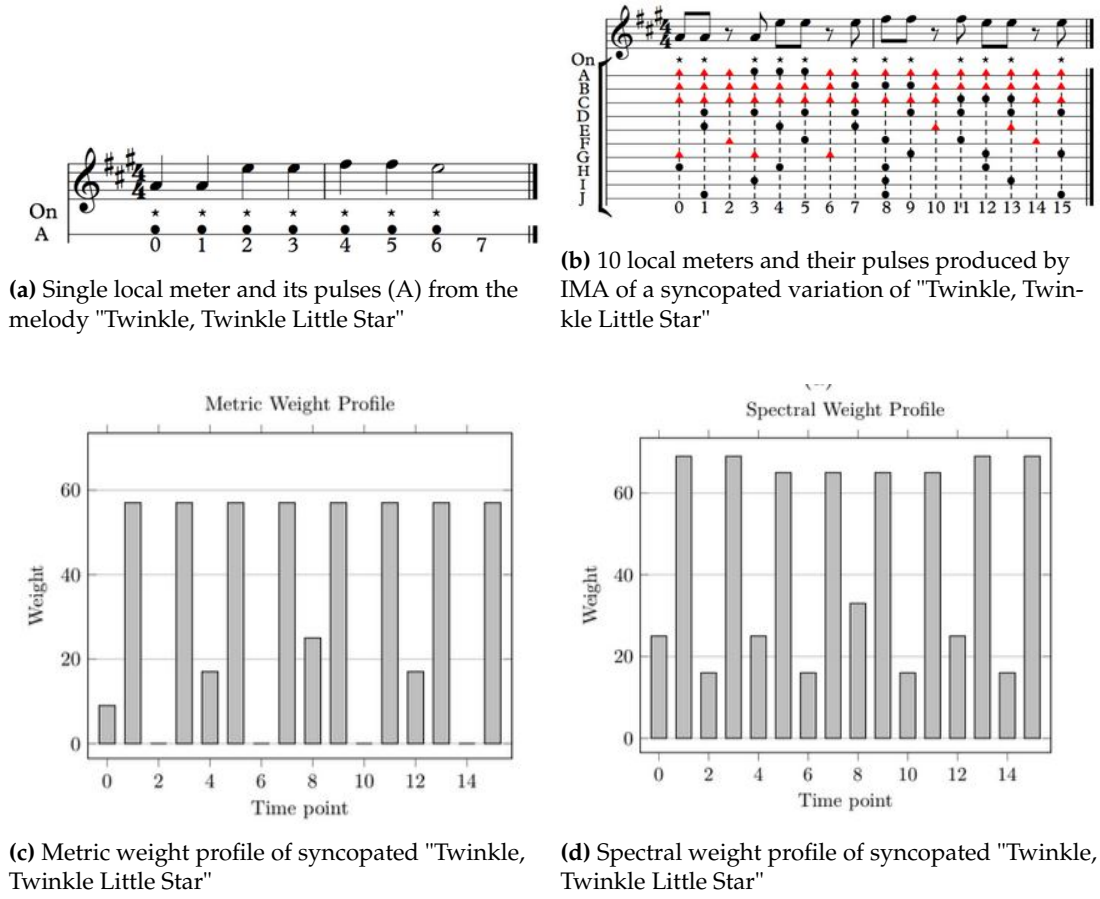 On
A
0 1 2 3 4 5 6 7
(a) Single local meter and its pulses (A) from the
melody "Twinkle, Twinkle Little Star"
On
A
B
C
D
E
F
G
H
I
J
0 1 2 3 4 5 6 7 8 9 10 11 12 13 14 15
(b) 10 local meters and their pulses produced by
IMA of a syncopated variation of "Twinkle, Twin-
kle Little Star"
Metric Weight Profile
60
40
20
0
Weight
0 2 4 6 8 10 12 14
Time point
(c) Metric weight profile of syncopated "Twinkle,
Twinkle Little Star"
Spectral Weight Profile
60
40
20
0
Weight
0 2 4 6 8 10 12 14
Time point
(d) Spectral weight profile of syncopated "Twinkle,
Twinkle Little Star"